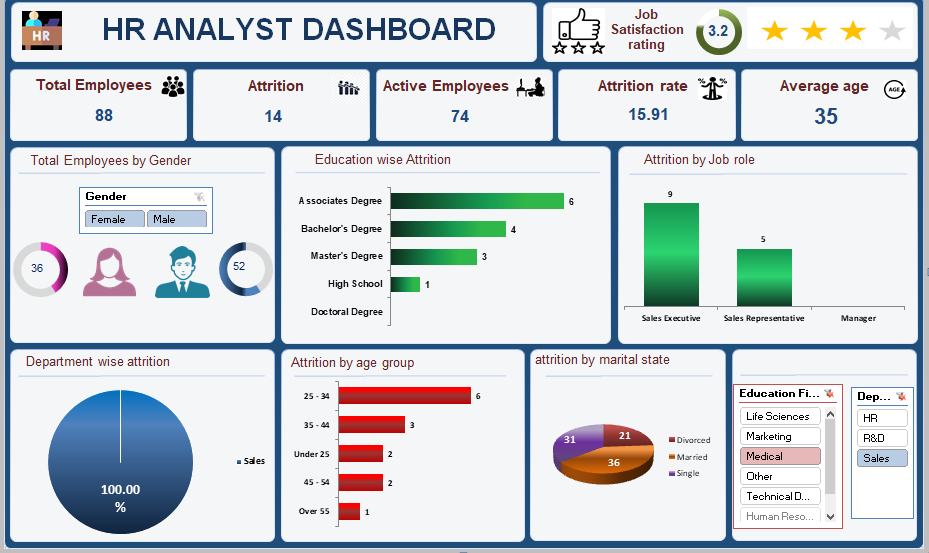 HR
HR ANALYST DASHBOARD
Job
Satisfaction
rating
3.2
Total Employees
88
Attrition
14
Active Employees
74
Attrition rate
15.91
% %
Average age
AGE
35
Total Employees by Gender
Gender
Female
Male
36
52
Education wise Attrition
Associates Degree
6
Bachelor's Degree
4
Master's Degree
3
High School
1
Doctoral Degree
Attrition by Job role
9
5
Sales Executive
Sales Representative
Manager
Department wise attrition
100.00
%
Sales
Attrition by age group
25 - 34
6
35 - 44
3
Under 25
2
45 - 54
2
Over 55
1
attrition by marital state
31
21
36
Divorced
Married
Single
Education Fi...
Life Sciences
Marketing
Medical
Other
Technical D...
Human Reso...
Dep...
HR
R&D
Sales